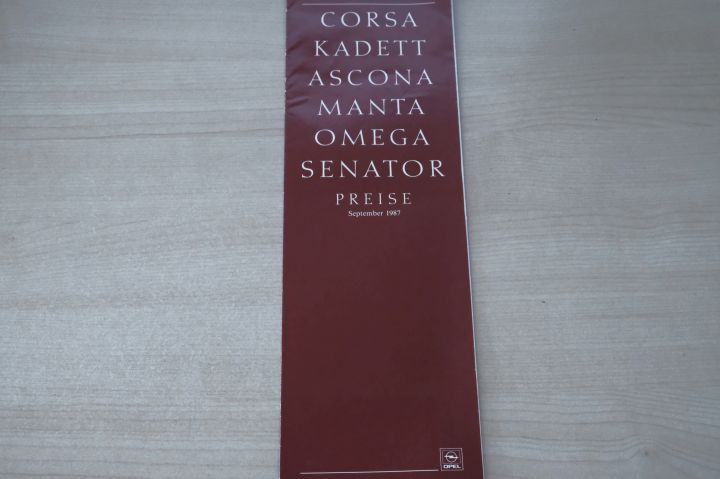 CORSA
KADETT
ASCONA
MANTA
OMEGA
SENATOR
PREISE
September 1987
OPEL